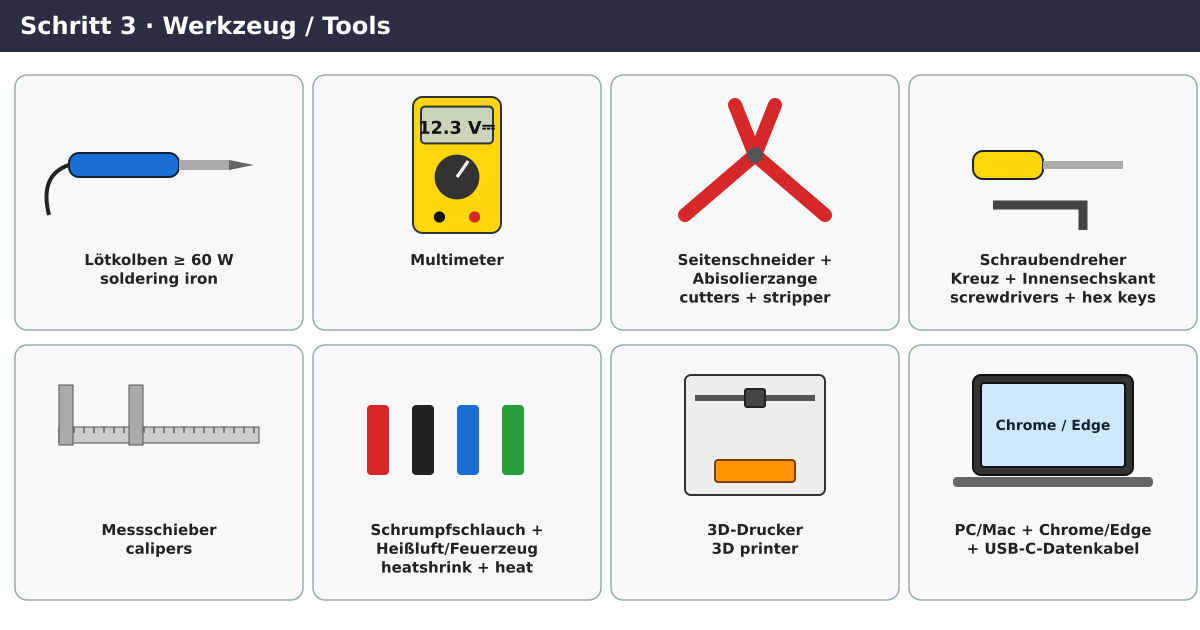 Schritt 3 · Werkzeug / Tools
Lötkolben ≥ 60 W
soldering iron
12.3 V⎓
Multimeter
Seitenschneider +
Abisolierzange
cutters + stripper
Schraubendreher
Kreuz + Innensechskant
screwdrivers + hex keys
Messschieber
calipers
Schrumpfschlauch +
Heißluft/Feuerzeug
heatshrink + heat
3D-Drucker
3D printer
Chrome / Edge
PC/Mac + Chrome/Edge
+ USB-C-Datenkabel